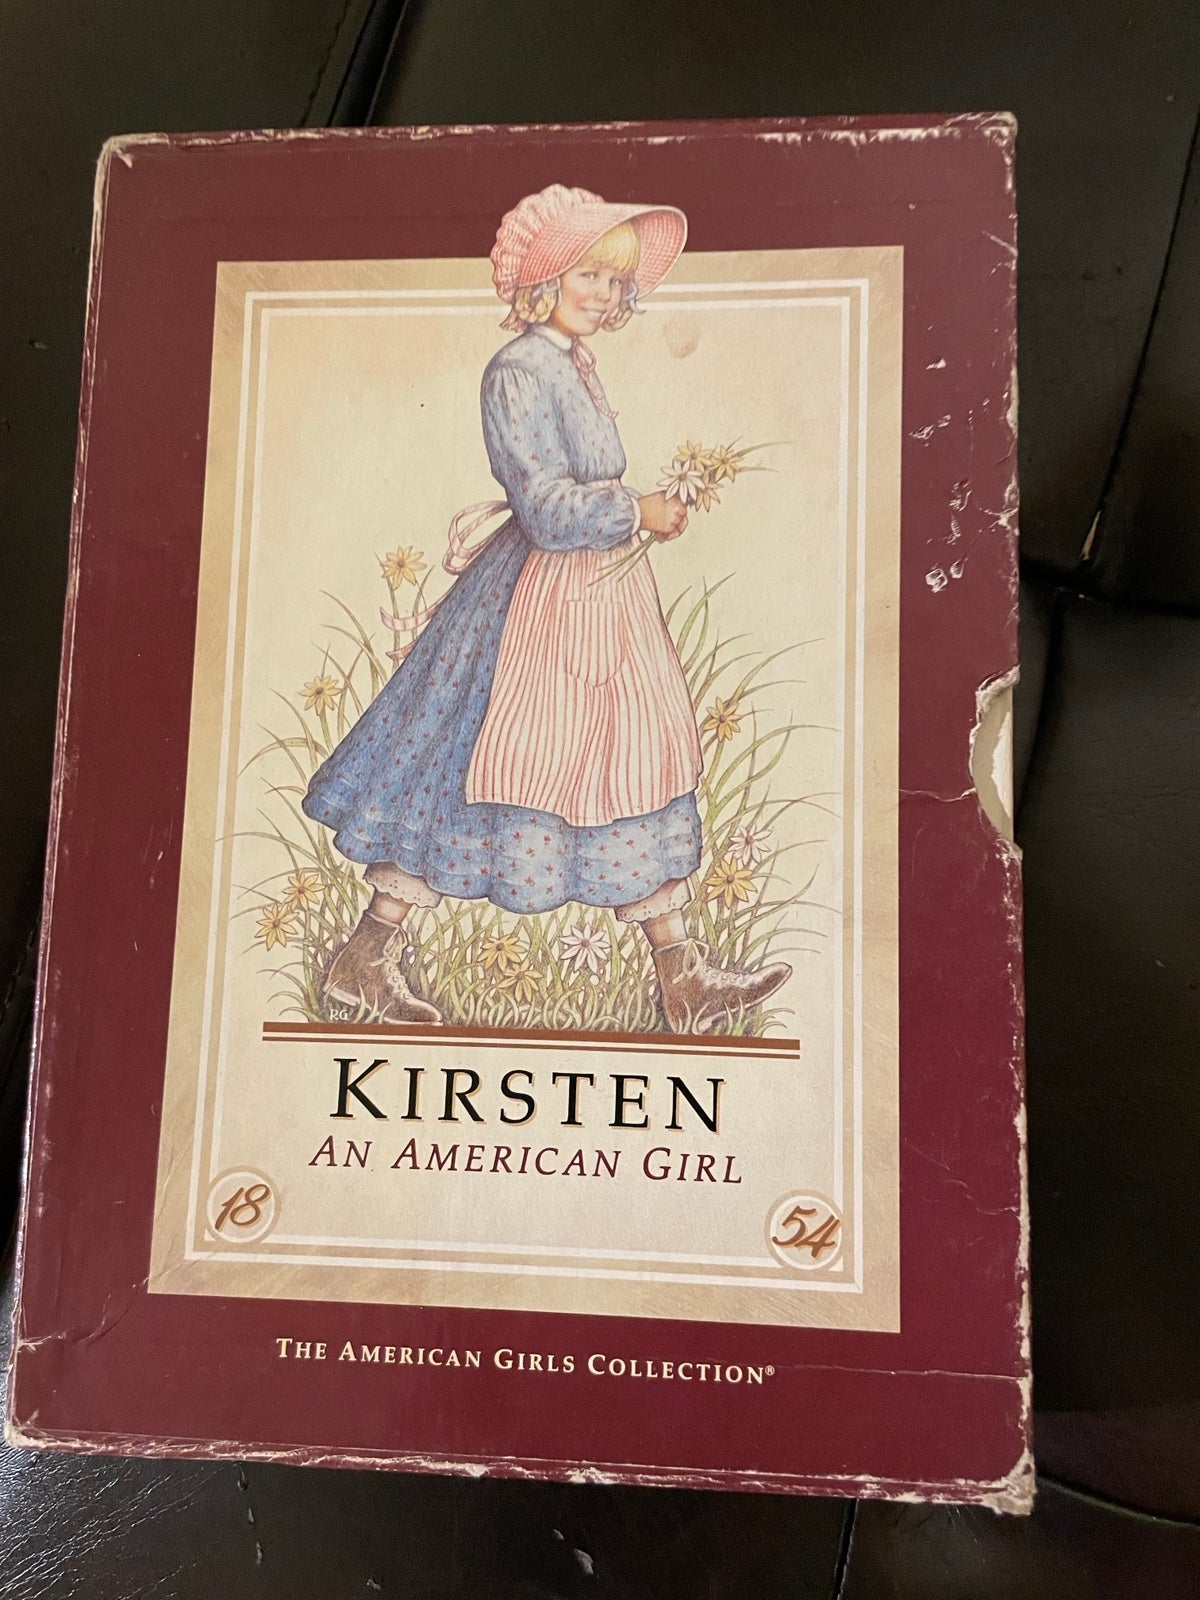 RG
KIRSTEN
AN AMERICAN GIRL
18 54
THE AMERICAN GIRLS COLLECTION®